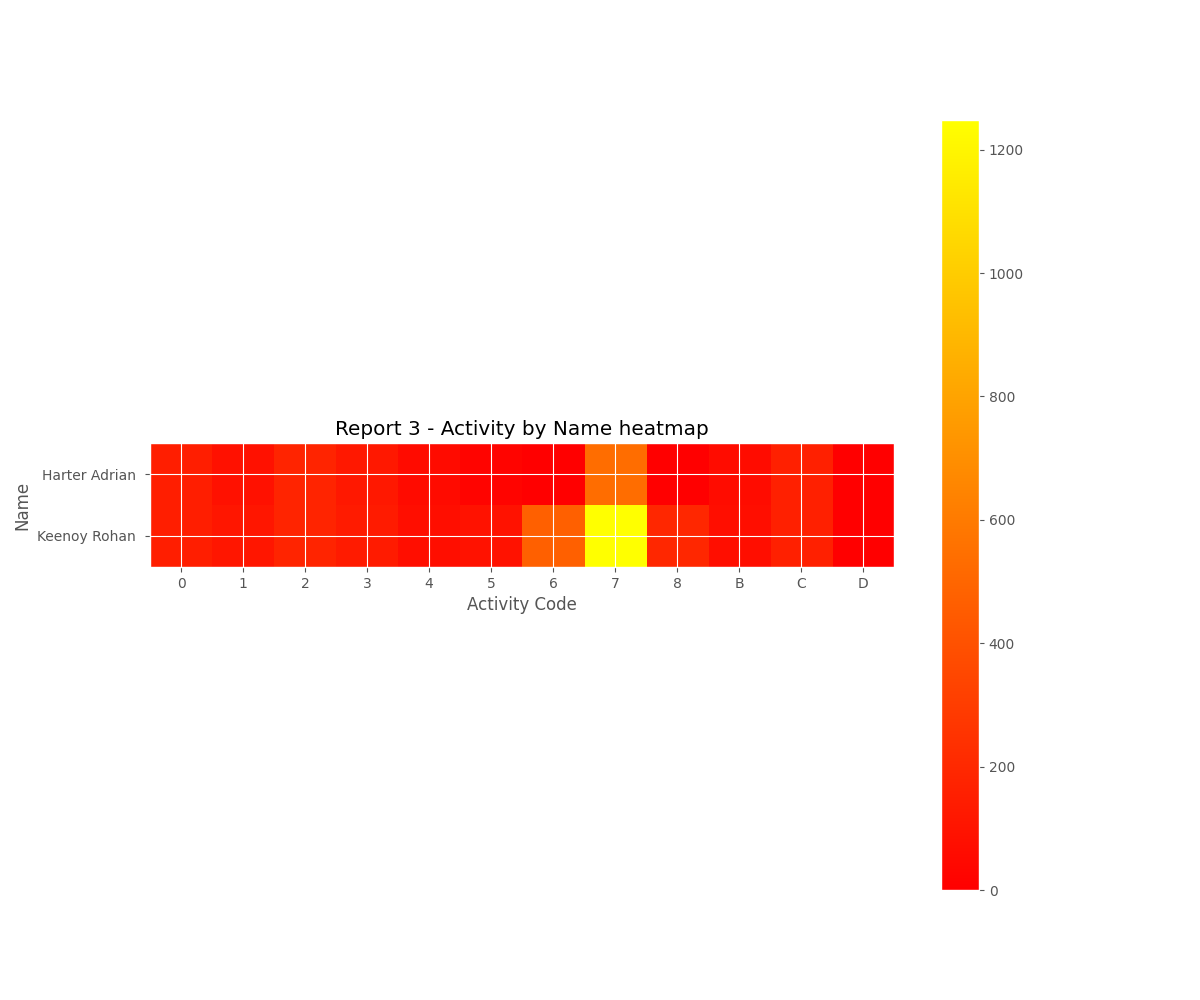 Report 3 - Activity by Name heatmap
Name
Harter Adrian
Keenoy Rohan
0 1 2 3 4 5 6 7 8 B C D
Activity Code
1200
1000
800
600
400
200
0